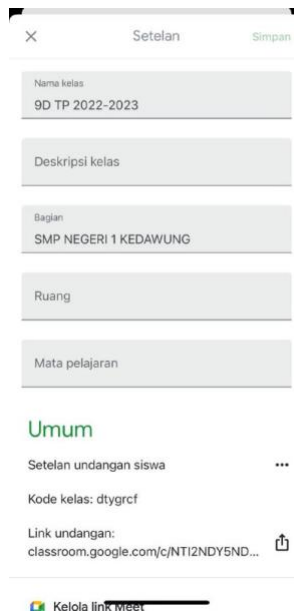 Setelan
Simpan
Nama kelas
9D TP 2022-2023
Deskripsi kelas
Bagian
SMP NEGERI 1 KEDAWUNG
Ruang
Mata pelajaran
Umum
Setelan undangan siswa
Kode kelas: dtygrcf
Link undangan:
classroom.google.com/c/NTI2NDY5ND...
Kelola link Meet